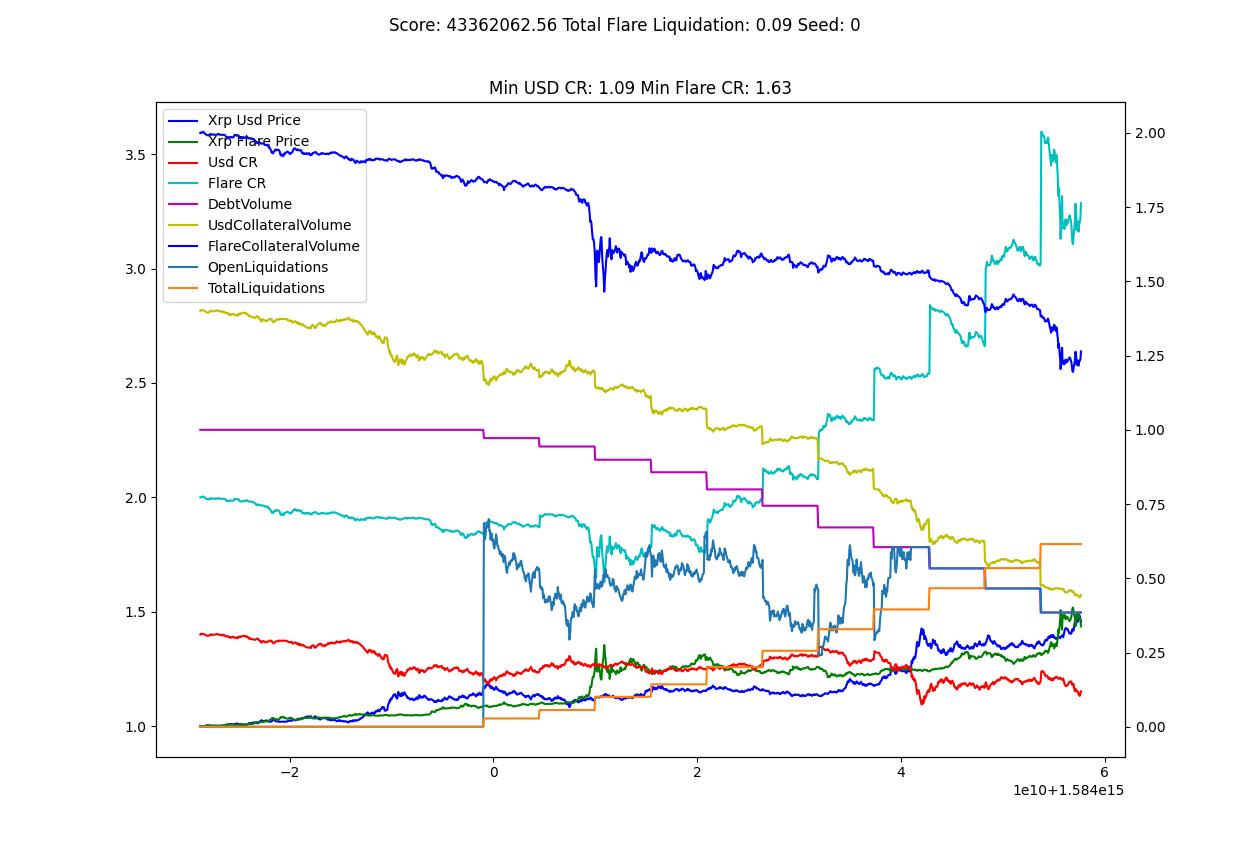 Score: 43362062.56 Total Flare Liquidation: 0.09 Seed: 0
Min USD CR: 1.09 Min Flare CR: 1.63
Xrp Usd Price
Xrp Flare Price
Usd CR
Flare CR
DebtVolume
UsdCollateralVolume
FlareCollateralVolume
OpenLiquidations
TotalLiquidations
3.5
3.0
2.5
2.0
1.5
1.0
2.00
1.75
1.50
1.25
1.00
0.75
0.50
0.25
0.00
−2
0
2
4
6
1e10+1.584e15